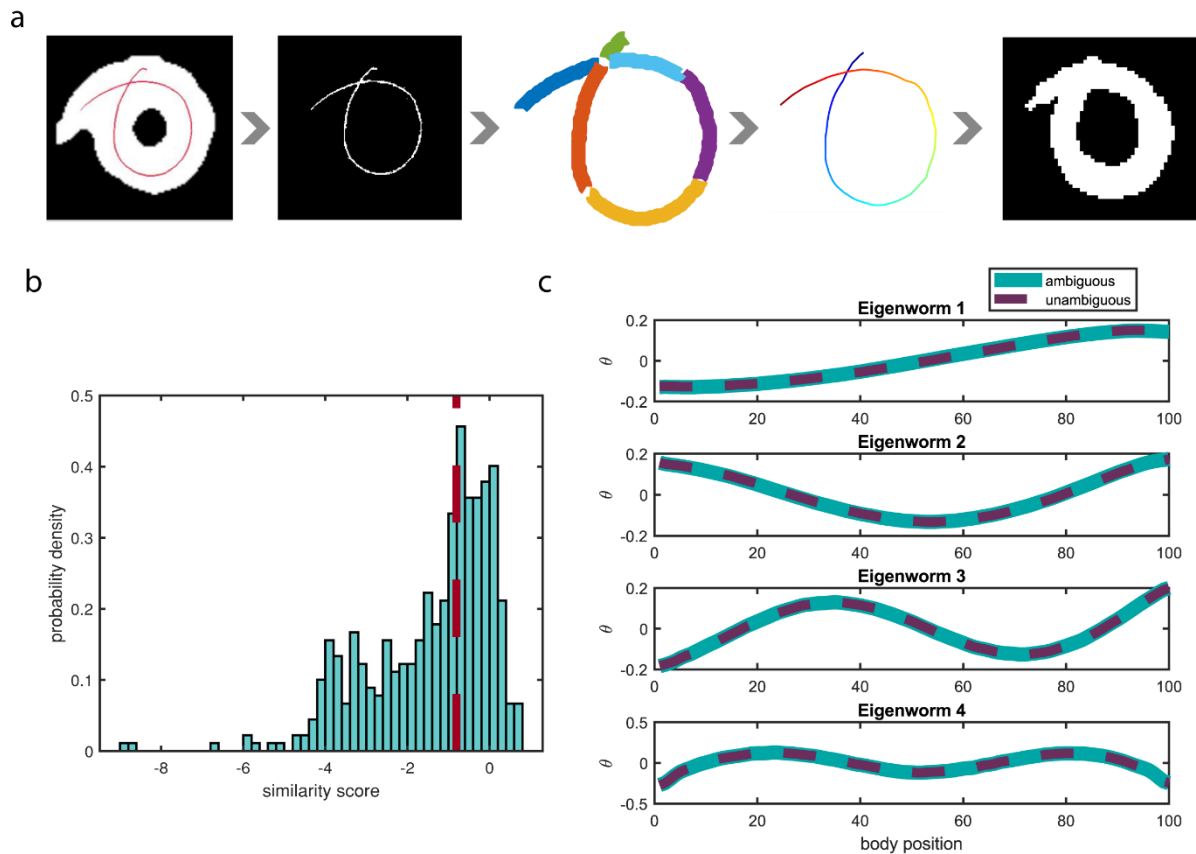 a
b
0.5
0.4
0.3
0.2
0.1
0
probability density
-8
-6
-4
-2
0
similarity score
c
ambiguous
unambiguous
Eigenworm 1
0.2
0
-0.2
θ
0
20
40
60
80
100
Eigenworm 2
0.2
0
-0.2
θ
0
20
40
60
80
100
Eigenworm 3
0.2
0
-0.2
θ
0
20
40
60
80
100
Eigenworm 4
0.5
0
-0.5
θ
0
20
40
60
80
100
body position